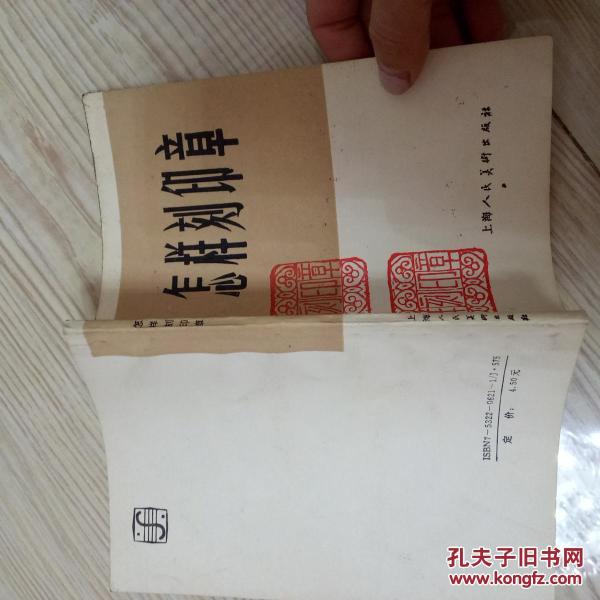 怎样刻印章
上海人民美術出版社
怎样刻印章
上海人民美术出版社
ISBN7-5322-0621-1/J·575
定价：4.50元
孔夫子旧书网
www.kongfz.com